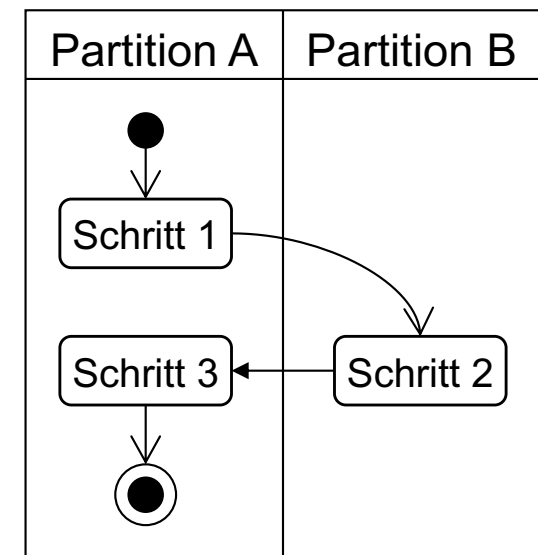 Partition A
Partition B
Schritt 1
Schritt 3
Schritt 2